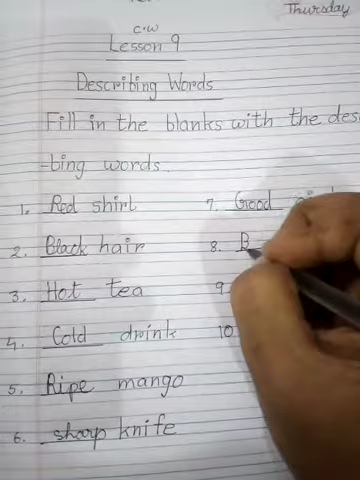 Thursday
c.w
Lesson 9
Describing Words
Fill in the blanks with the des
-bing words.
1. Red shirt
2. Black hair
3. Hot tea
4. Cold drink
5. Ripe mango
6. sharp knife
7. Good
8. B
9
10